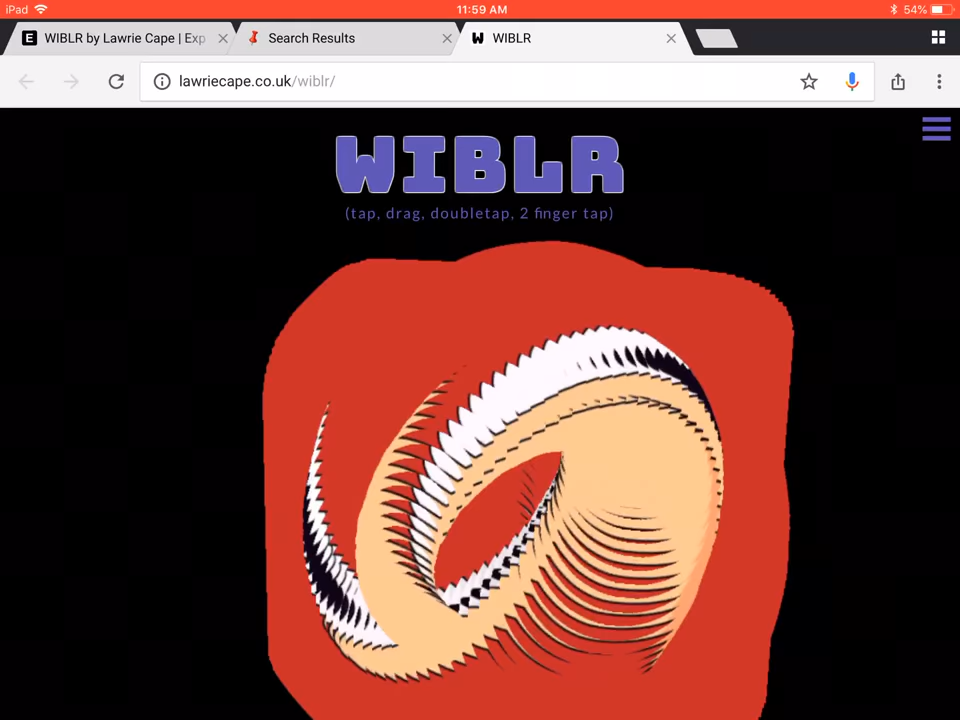 iPad 11:59 AM 54%
WIBLR by Lawrie Cape | Exp Search Results WIBLR
lawriecape.co.uk/wiblr/
WIBLR
(tap, drag, doubletap, 2 finger tap)